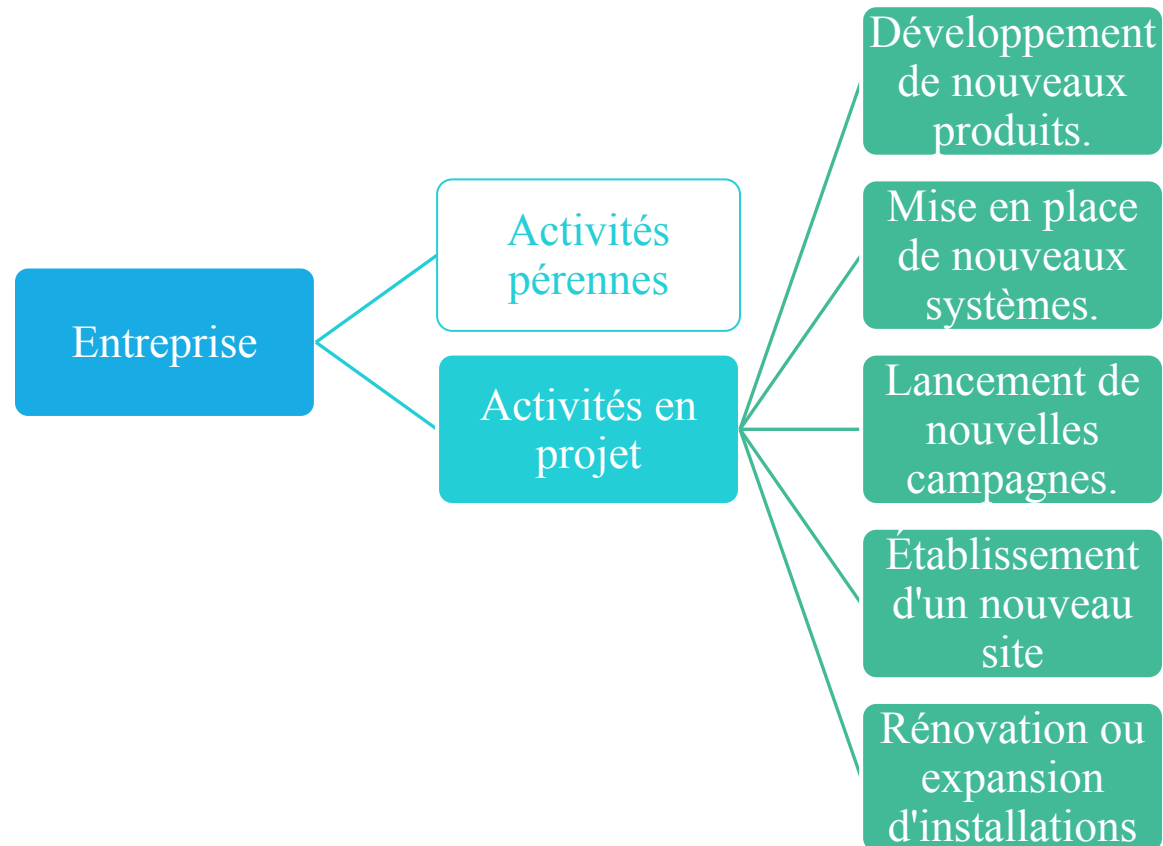 Entreprise
Activités
pérennes
Activités en
projet
Développement
de nouveaux
produits.
Mise en place
de nouveaux
systèmes.
Lancement de
nouvelles
campagnes.
Établissement
d'un nouveau
site
Rénovation ou
expansion
d'installations